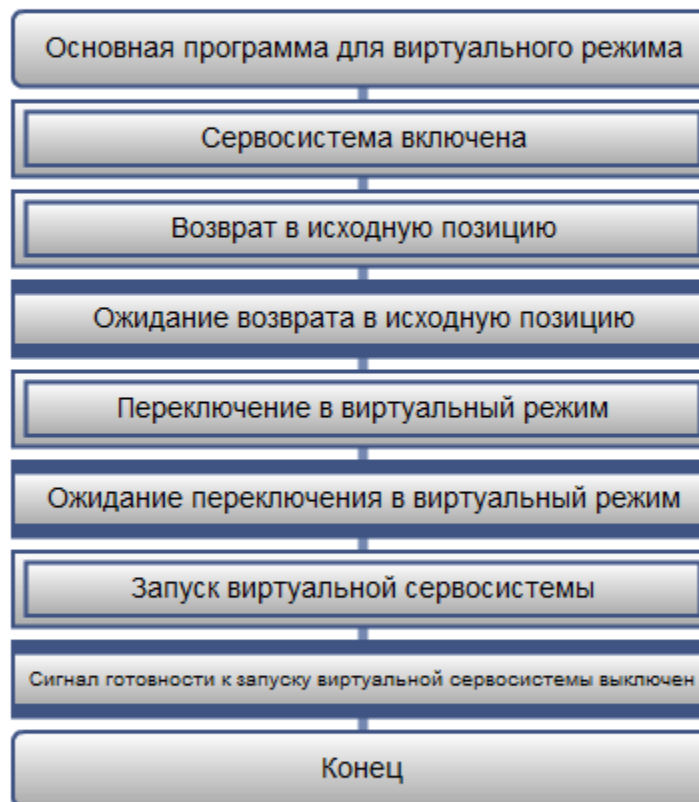 Основная программа для виртуального режима
Сервосистема включена
Возврат в исходную позицию
Ожидание возврата в исходную позицию
Переключение в виртуальный режим
Ожидание переключения в виртуальный режим
Запуск виртуальной сервосистемы
Сигнал готовности к запуску виртуальной сервосистемы выключен
Конец